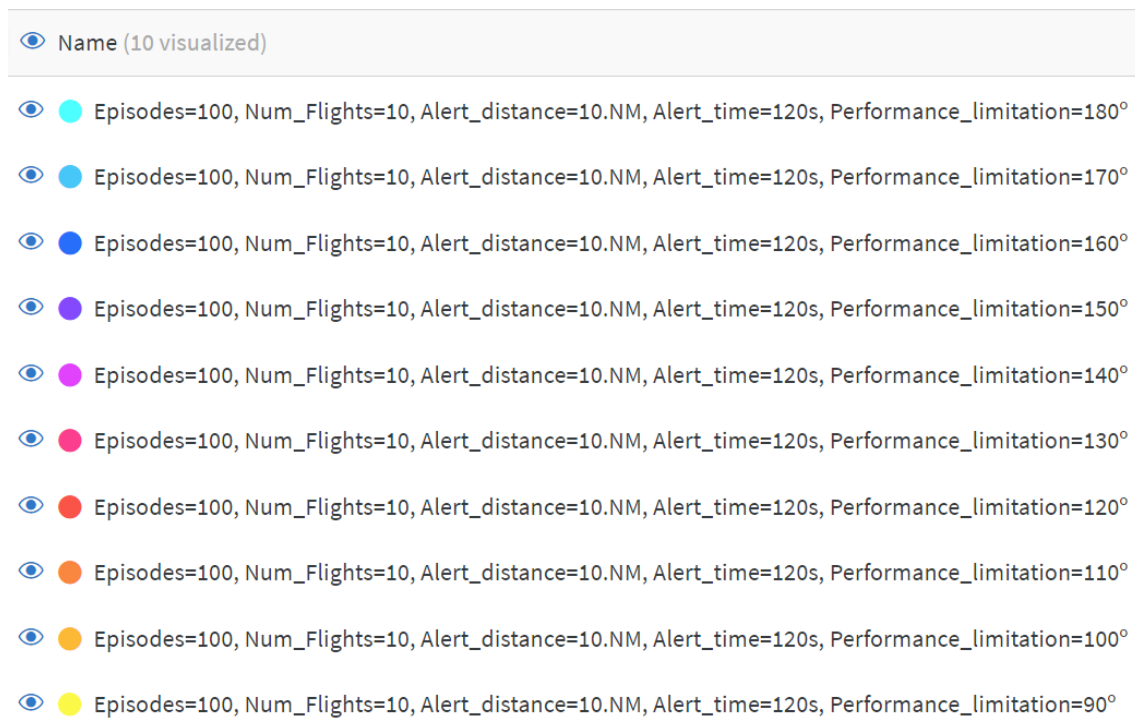 Name (10 visualized)
Episodes=100, Num_Flights=10, Alert_distance=10.NM, Alert_time=120s, Performance_limitation=180°
Episodes=100, Num_Flights=10, Alert_distance=10.NM, Alert_time=120s, Performance_limitation=170°
Episodes=100, Num_Flights=10, Alert_distance=10.NM, Alert_time=120s, Performance_limitation=160°
Episodes=100, Num_Flights=10, Alert_distance=10.NM, Alert_time=120s, Performance_limitation=150°
Episodes=100, Num_Flights=10, Alert_distance=10.NM, Alert_time=120s, Performance_limitation=140°
Episodes=100, Num_Flights=10, Alert_distance=10.NM, Alert_time=120s, Performance_limitation=130°
Episodes=100, Num_Flights=10, Alert_distance=10.NM, Alert_time=120s, Performance_limitation=120°
Episodes=100, Num_Flights=10, Alert_distance=10.NM, Alert_time=120s, Performance_limitation=110°
Episodes=100, Num_Flights=10, Alert_distance=10.NM, Alert_time=120s, Performance_limitation=100°
Episodes=100, Num_Flights=10, Alert_distance=10.NM, Alert_time=120s, Performance_limitation=90°